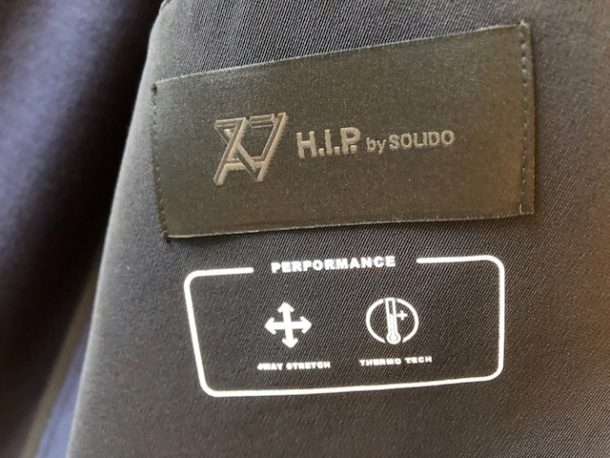 H.I.P. by SOLIDO
PERFORMANCE
4WAY STRETCH
THERMO TECH